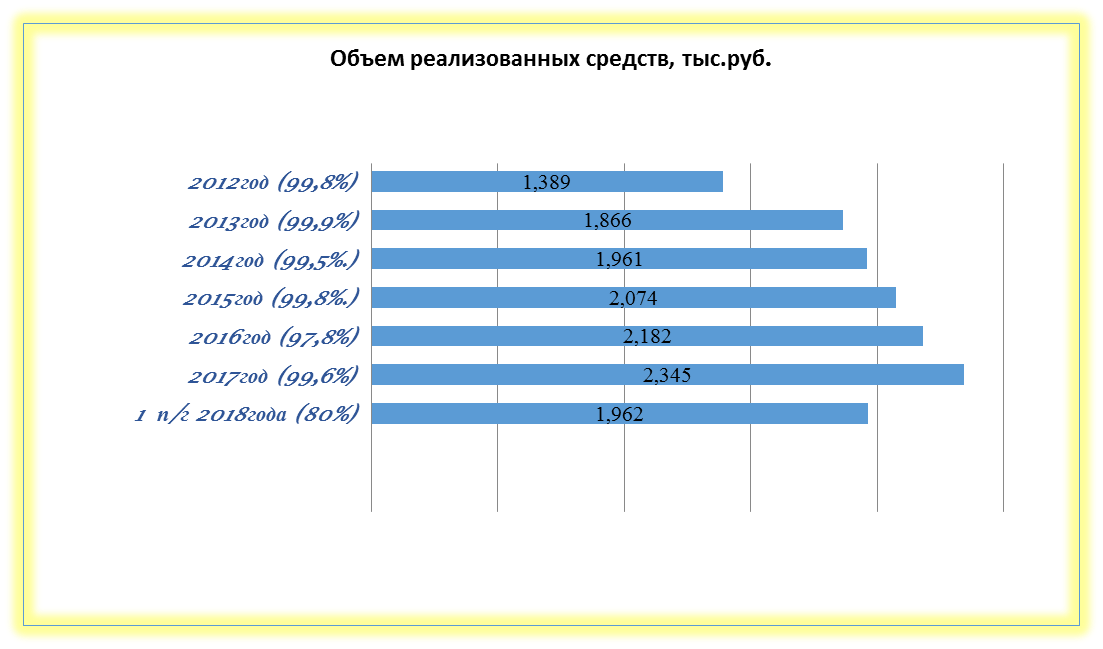 Объем реализованных средств, тыс.руб.
2012год (99,8%) 1,389
2013год (99,9%) 1,866
2014год (99,5%.) 1,961
2015год (99,8%.) 2,074
2016год (97,8%) 2,182
2017год (99,6%) 2,345
1 п/г 2018года (80%) 1,962